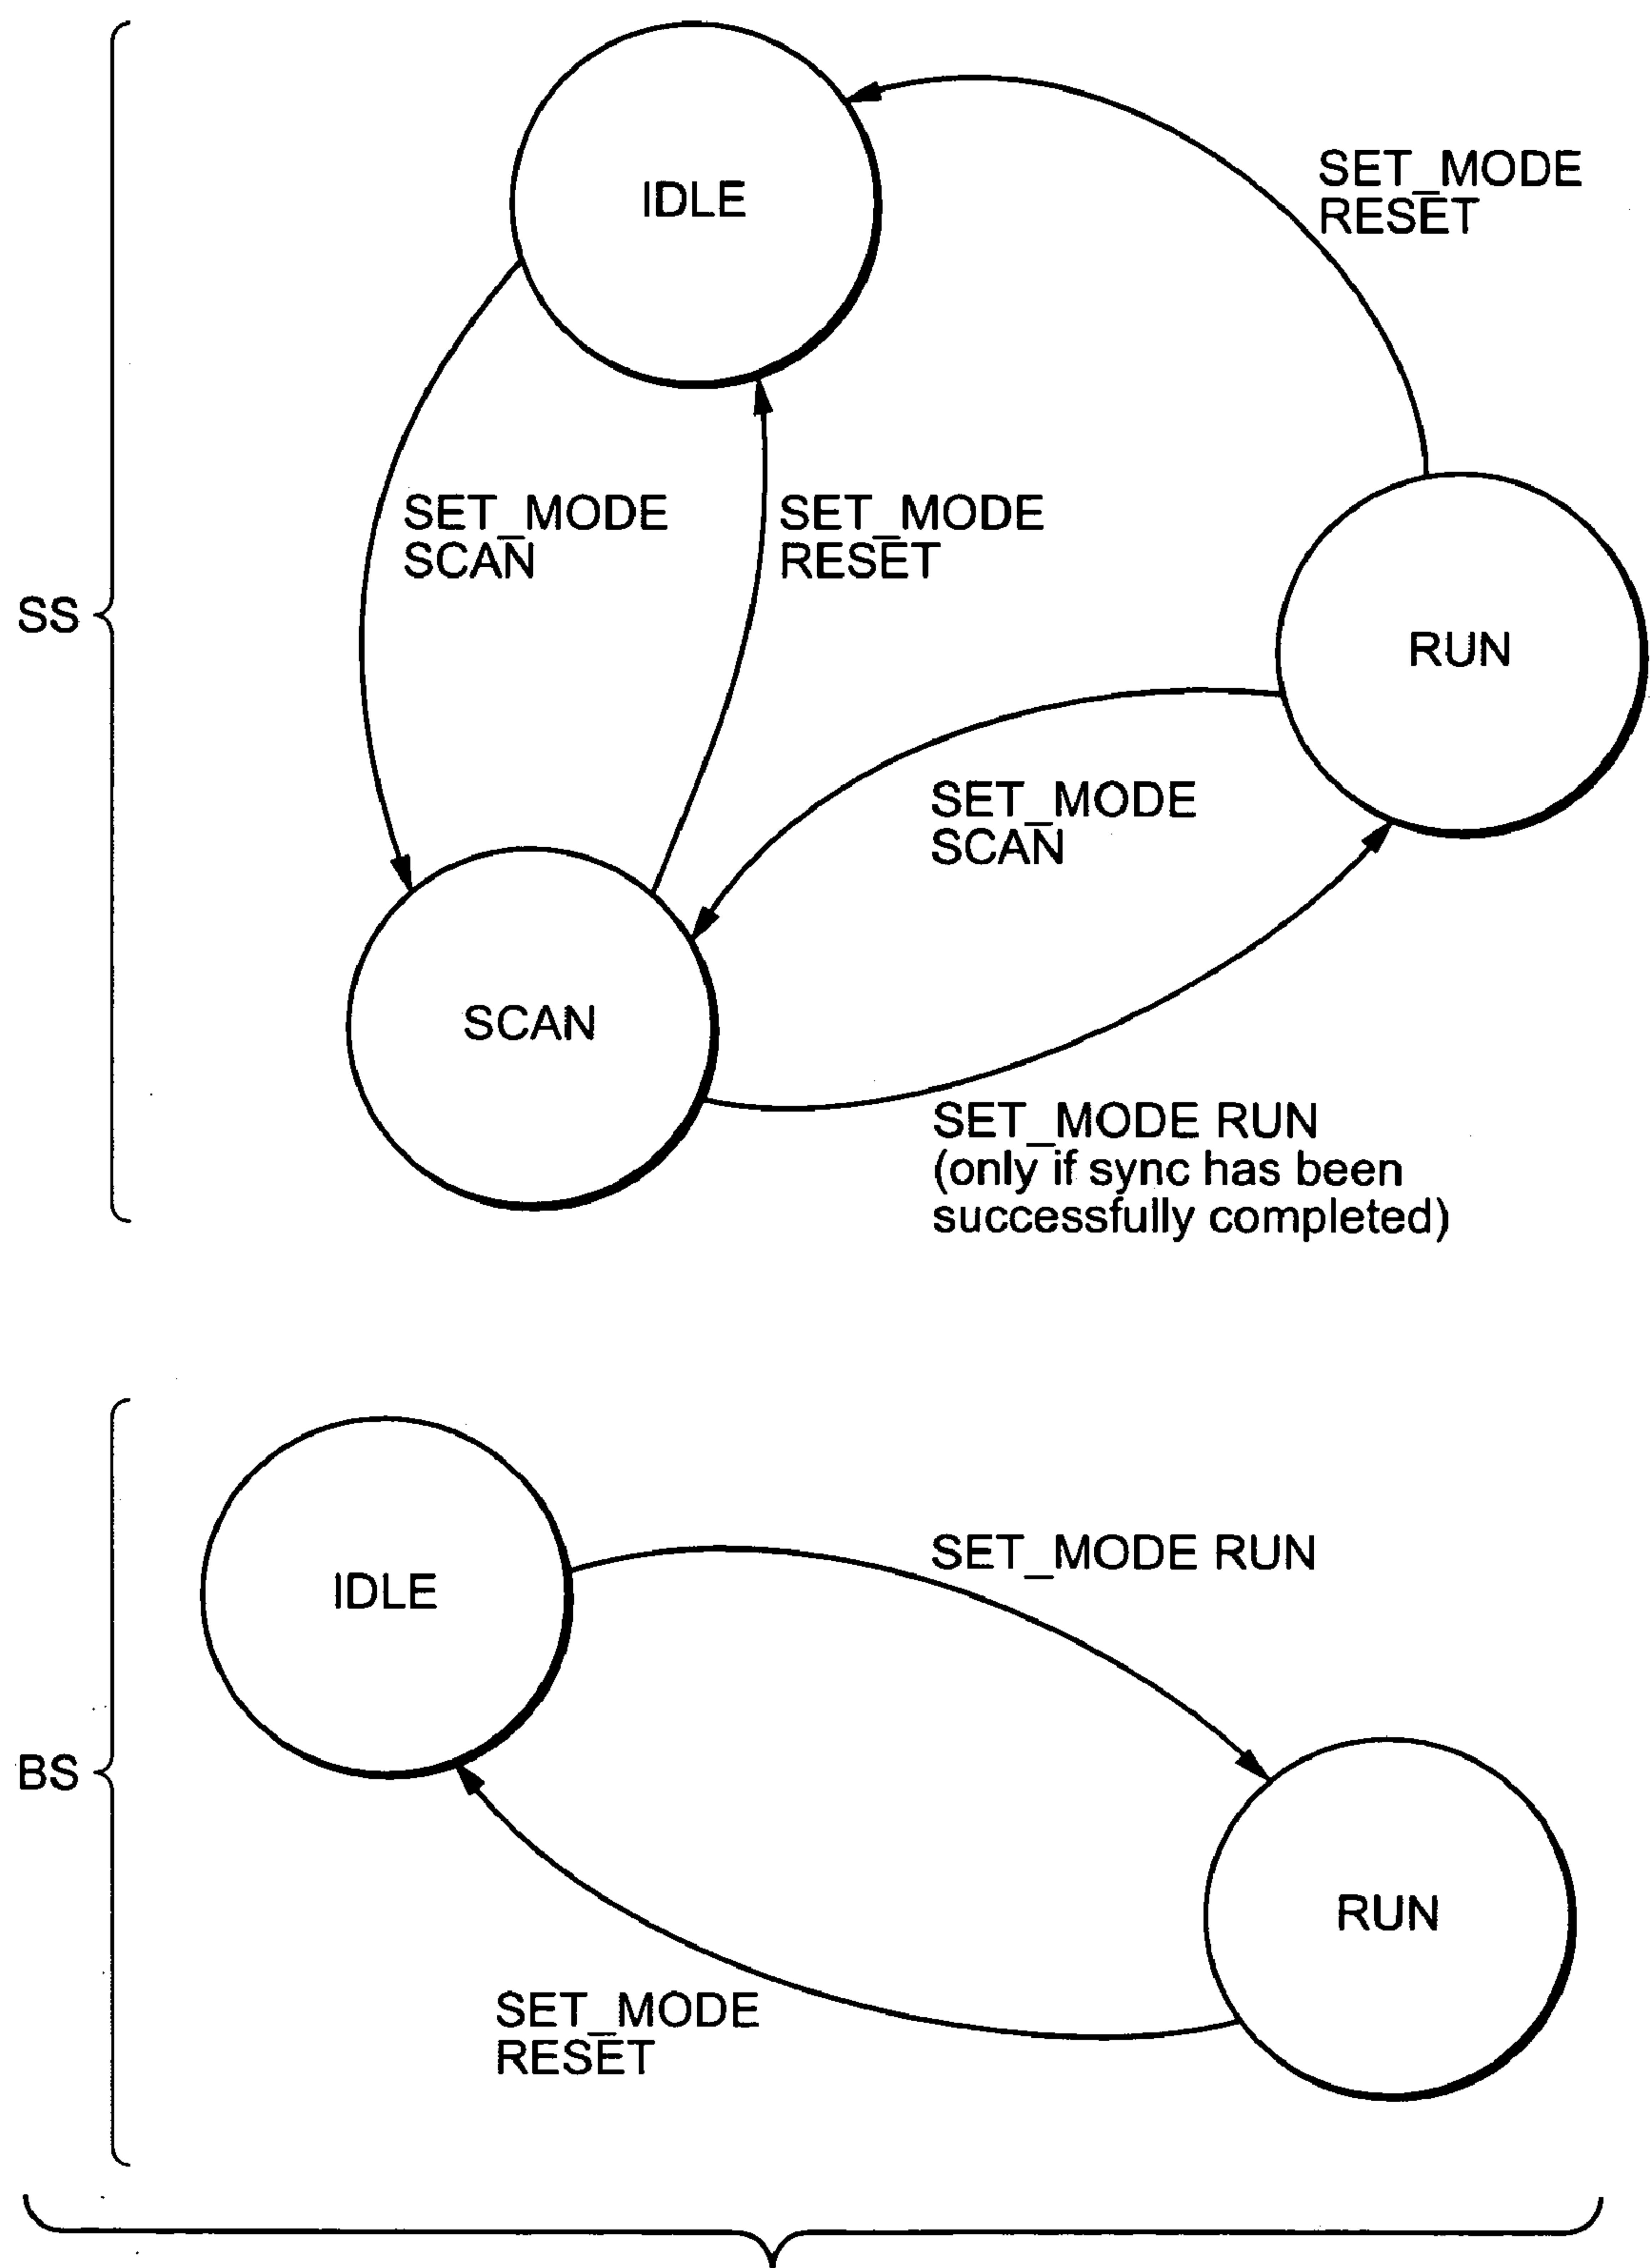 IDLE
SET_MODE
RESET
SET_MODE
SCAN
SET_MODE
RESET
SS
RUN
SET_MODE
SCAN
SCAN
SET_MODE RUN
(only if sync has been
successfully completed)
IDLE
SET_MODE RUN
BS
RUN
SET_MODE
RESET